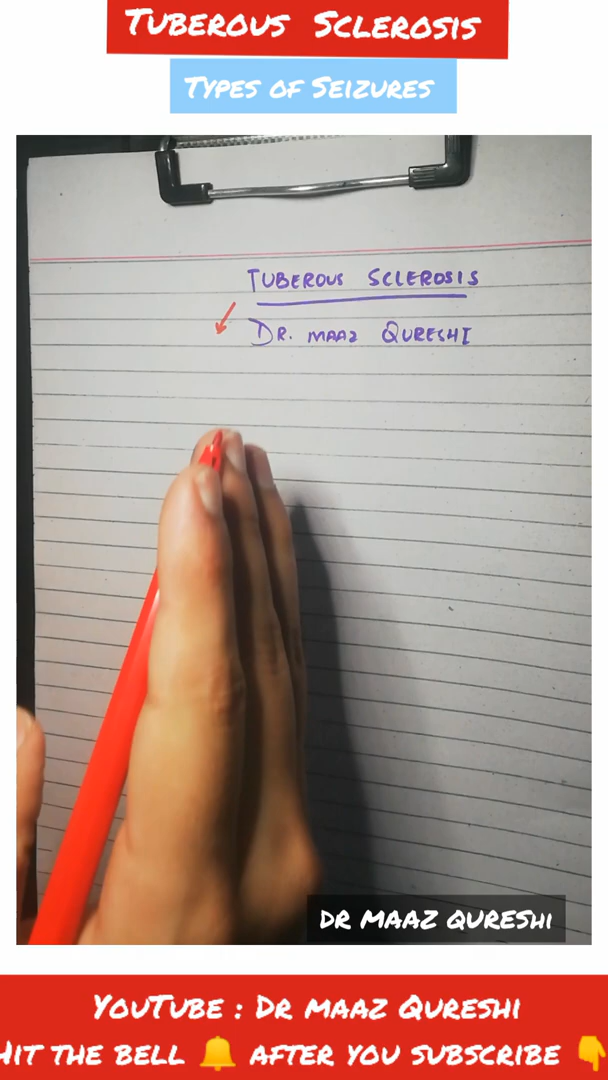 TUBEROUS SCLEROSIS
TYPES OF SEIZURES
TUBEROUS SCLEROSIS
DR. MAAZ QURESHI
DR MAAZ QURESHI
YOUTUBE : DR MAAZ QURESHI
HIT THE BELL 🔔 AFTER YOU SUBSCRIBE 👇